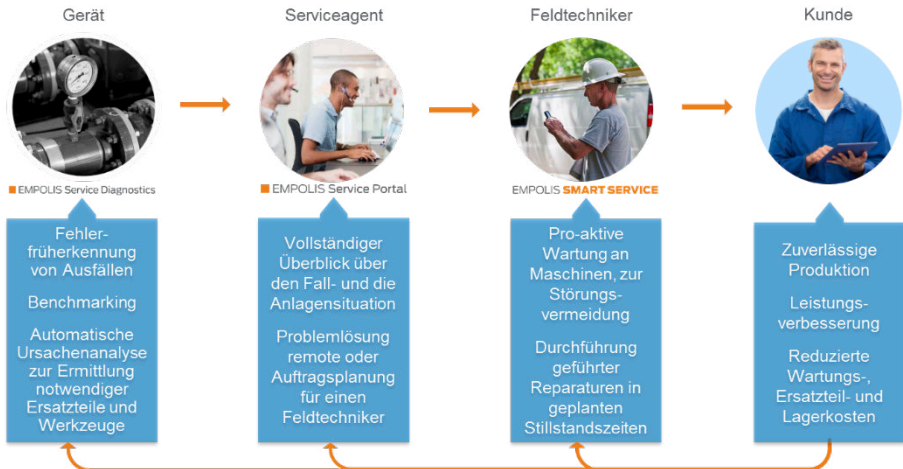 Gerät
Serviceagent
Feldtechniker
Kunde
EMPOLIS Service Diagnostics
EMPOLIS Service Portal
EMPOLIS SMART SERVICE
Fehler-
früherkennung
von Ausfällen
Benchmarking
Automatische
Ursachenanalyse
zur Ermittlung
notwendiger
Ersatzteile und
Werkzeuge
Vollständiger
Überblick über
den Fall- und die
Anlagensituation
Problemlösung
remote oder
Auftragsplanung
für einen
Feldtechniker
Pro-aktive
Wartung an
Maschinen, zur
Störungs-
vermeidung
Durchführung
geführter
Reparaturen in
geplanten
Stillstandszeiten
Zuverlässige
Produktion
Leistungs-
verbesserung
Reduzierte
Wartungs-,
Ersatzteil- und
Lagerkosten